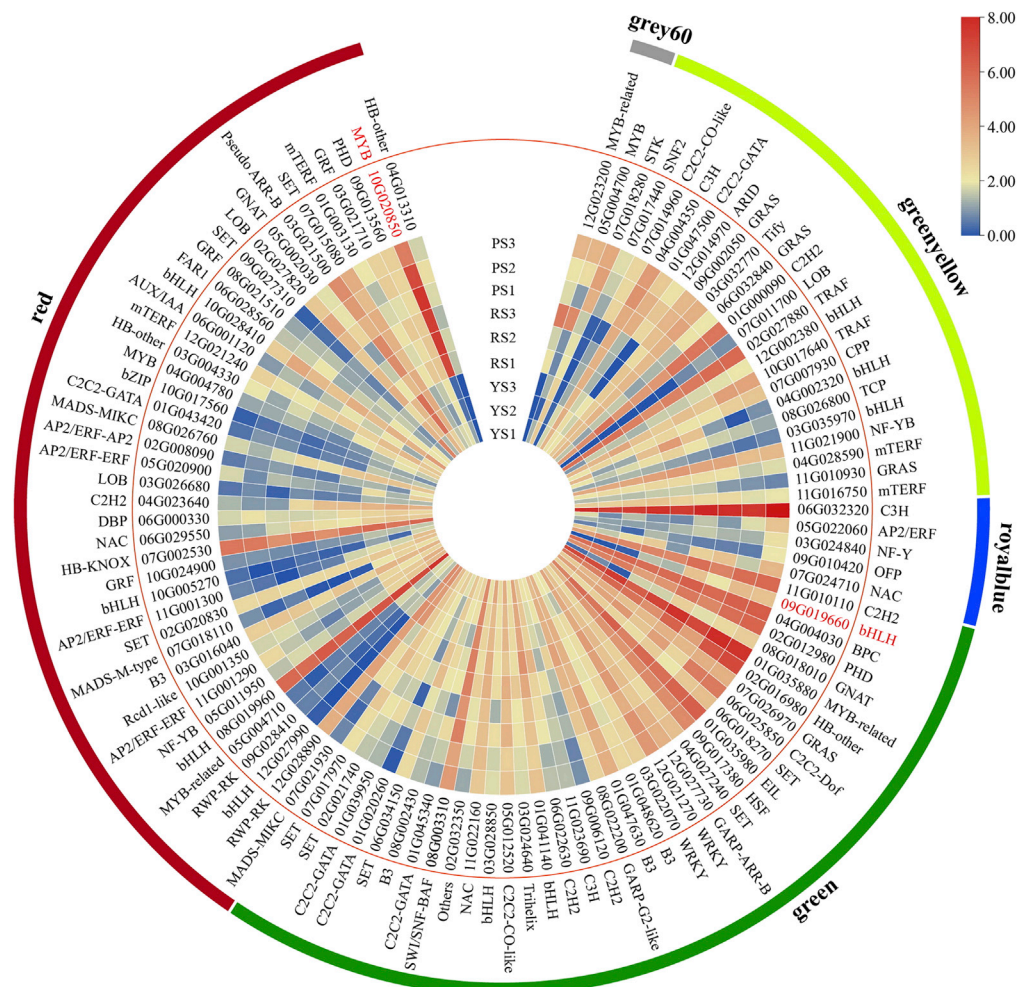 grey60
greenyellow
royalblue
green
red
8.00
6.00
4.00
2.00
0.00
PS3
PS2
PS1
RS3
RS2
RS1
YS3
YS2
YS1
MYB-related
MYB
STK
SNF2
C2C2-CO-like
C3H
C2C2-GATA
ARID
GRAS
Tify
GRAS
C2H2
LOB
TRAF
bHLH
TRAF
CPP
bHLH
TCP
bHLH
NF-YB
mTERF
GRAS
mTERF
C3H
AP2/ERF
NF-Y
OFP
NAC
C2H2
bHLH
BPC
PHD
GNAT
MYB-related
HB-other
GRAS
C2C2-Dof
SET
EIL
HSF
SET
GARP-ARR-B
WRKY
WRKY
B3
B3
GARP-G2-like
C2H2
C3H
C2H2
bHLH
Trihelix
C2C2-CO-like
bHLH
NAC
Others
SWI/SNF-BAF
C2C2-GATA
B3
SET
C2C2-GATA
C2C2-GATA
SET
SET
MADS-MIKC
RWP-RK
bHLH
RWP-RK
MYB-related
bHLH
NF-YB
AP2/ERF-ERF
Rcd1-like
B3
MADS-M-type
SET
AP2/ERF-ERF
bHLH
GRF
HB-KNOX
NAC
DBP
C2H2
LOB
AP2/ERF-ERF
AP2/ERF-AP2
MADS-MIKC
C2C2-GATA
bZIP
MYB
HB-other
mTERF
AUX/IAA
bHLH
FAR1
GRF
SET
LOB
GNAT
Pseudo ARR-B
SET
mTERF
GRF
PHD
MYB
HB-other
12G023200
05G004700
07G018280
07G017440
07G014960
04G004350
01G047500
12G014970
09G002050
03G032770
06G032840
01G000090
07G011700
02G027880
12G002380
10G017640
07G007930
04G002320
08G026800
03G035970
11G021900
04G028590
11G010930
11G016750
06G032320
05G022060
03G024840
09G010420
07G024710
11G010110
09G019660
04G004030
02G012980
08G018010
01G035880
02G016980
07G026970
06G025850
06G018270
01G035980
09G017380
04G027240
12G027730
12G021270
03G022070
01G048620
01G047630
08G022200
09G006120
11G023690
06G022630
01G041140
03G024640
05G012520
03G028850
11G022160
02G032350
08G003310
01G045340
08G002430
06G034150
01G020260
01G039950
02G021740
07G017970
07G021930
12G028890
12G027990
09G028410
05G004710
08G019960
05G011950
11G001290
10G001350
03G016040
07G018110
02G020830
11G001300
10G005270
10G024900
07G002530
06G029550
06G000330
04G023640
03G026680
05G020900
02G008090
08G026760
01G043420
10G017560
04G004780
03G004330
12G021240
06G001120
10G028410
06G028560
08G021510
09G027310
02G027820
05G002030
03G021500
07G015080
01G003130
03G021710
09G013560
10G020850
04G013310